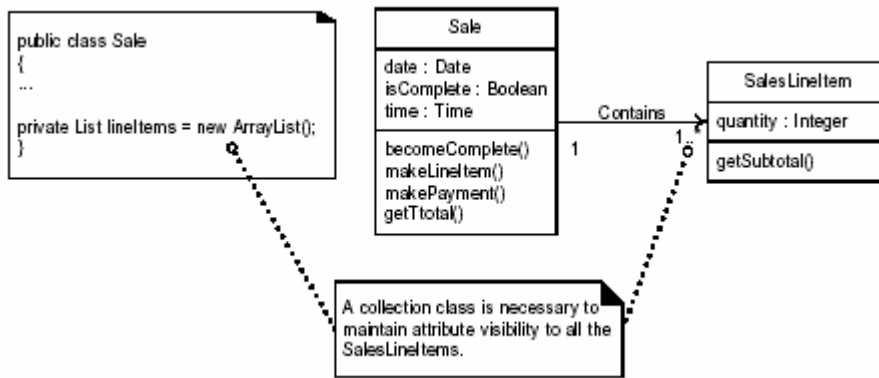 public class Sale
{
...
private List lineItems = new ArrayList();
}
Sale
date : Date
isComplete : Boolean
time : Time
becomeComplete()
makeLineItem()
makePayment()
getTtotal()
Contains
1
1..*
SalesLineItem
quantity : Integer
getSubtotal()
A collection class is necessary to
maintain attribute visibility to all the
SalesLineItems.